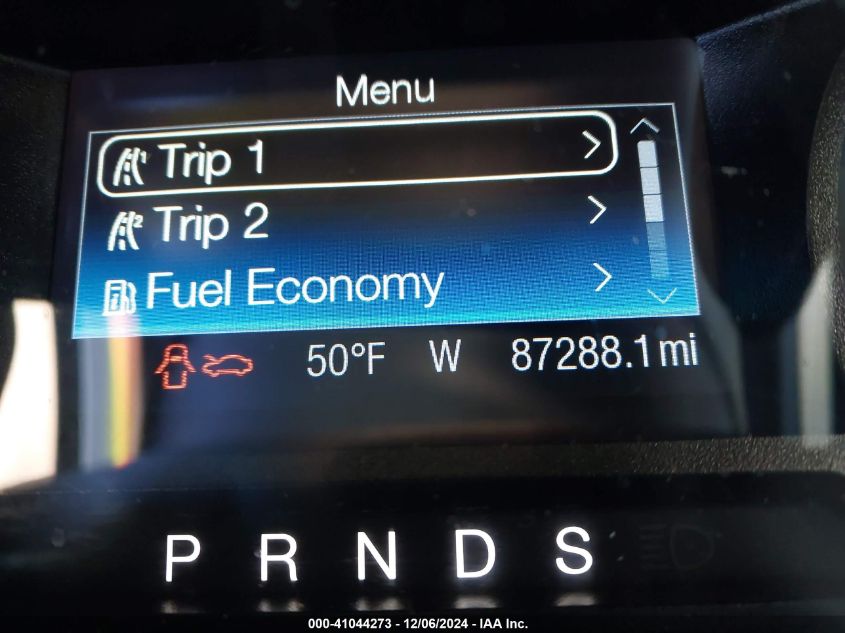 Menu
Trip 1
Trip 2
Fuel Economy
50°F W 87288.1 mi
P R N D S
000-41044273 - 12/06/2024 - IAA Inc.